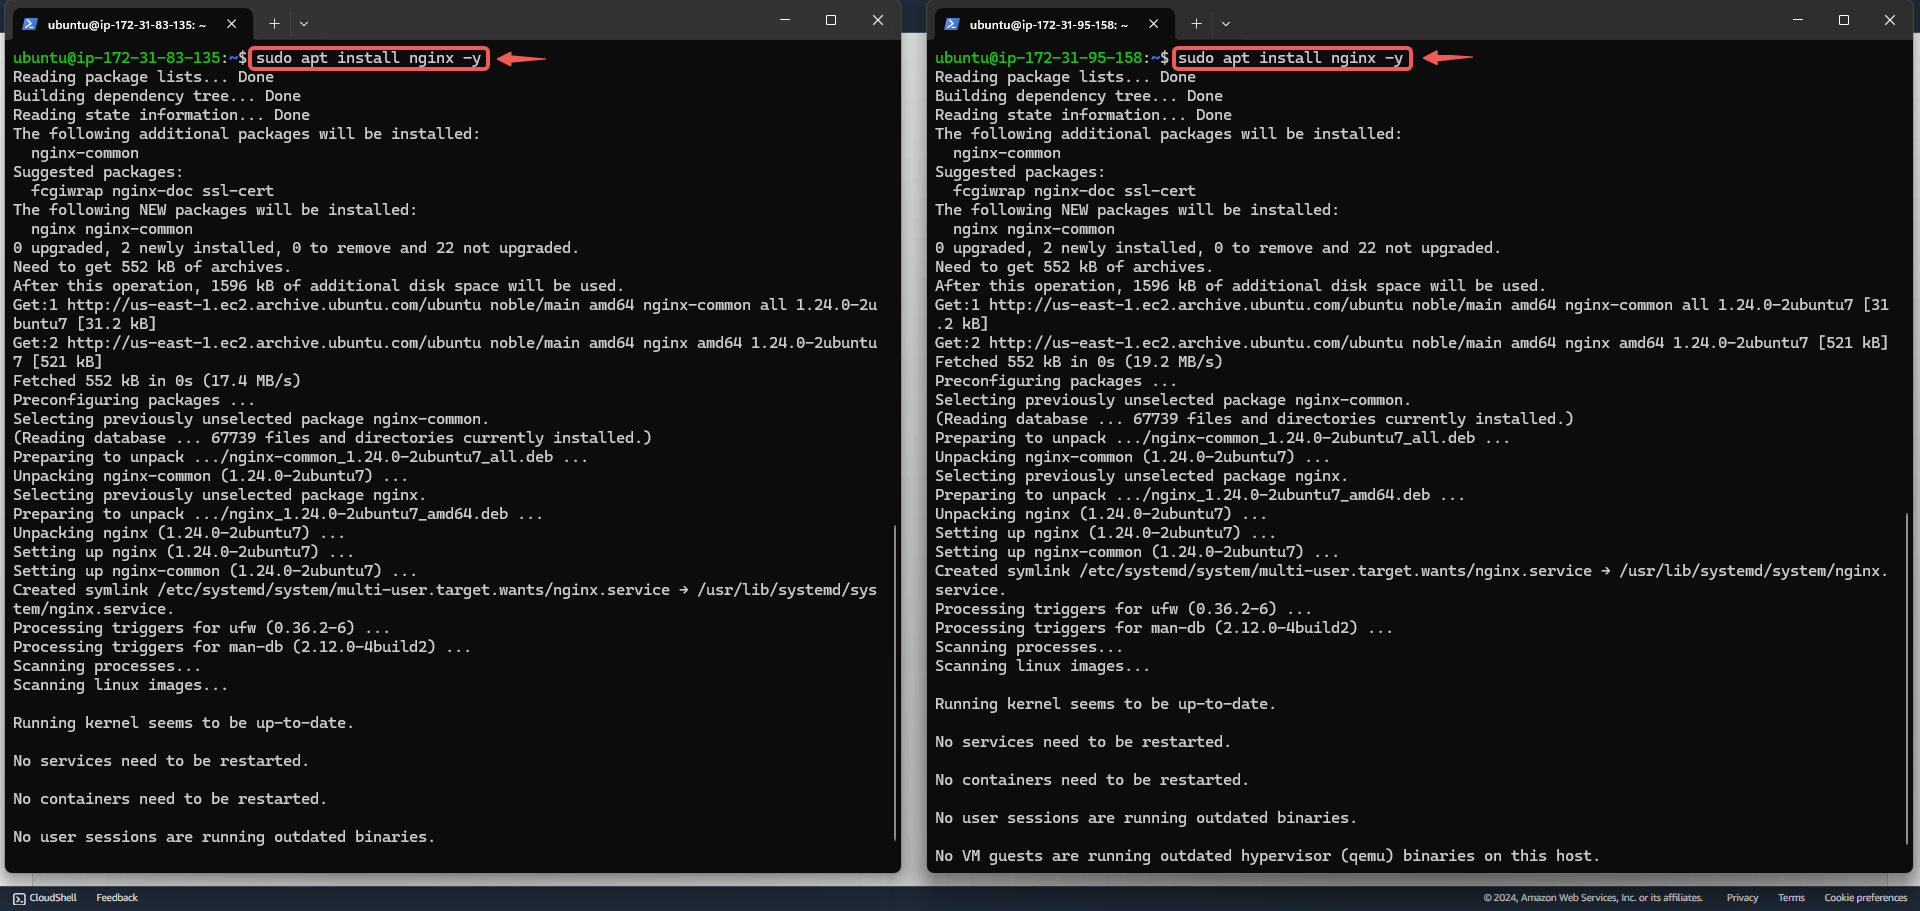 ubuntu@ip-172-31-83-135: ~
ubuntu@ip-172-31-83-135:~$ sudo apt install nginx -y
Reading package lists... Done
Building dependency tree... Done
Reading state information... Done
The following additional packages will be installed:
  nginx-common
Suggested packages:
  fcgiwrap nginx-doc ssl-cert
The following NEW packages will be installed:
  nginx nginx-common
0 upgraded, 2 newly installed, 0 to remove and 22 not upgraded.
Need to get 552 kB of archives.
After this operation, 1596 kB of additional disk space will be used.
Get:1 http://us-east-1.ec2.archive.ubuntu.com/ubuntu noble/main amd64 nginx-common all 1.24.0-2u
buntu7 [31.2 kB]
Get:2 http://us-east-1.ec2.archive.ubuntu.com/ubuntu noble/main amd64 nginx amd64 1.24.0-2ubuntu
7 [521 kB]
Fetched 552 kB in 0s (17.4 MB/s)
Preconfiguring packages ...
Selecting previously unselected package nginx-common.
(Reading database ... 67739 files and directories currently installed.)
Preparing to unpack .../nginx-common_1.24.0-2ubuntu7_all.deb ...
Unpacking nginx-common (1.24.0-2ubuntu7) ...
Selecting previously unselected package nginx.
Preparing to unpack .../nginx_1.24.0-2ubuntu7_amd64.deb ...
Unpacking nginx (1.24.0-2ubuntu7) ...
Setting up nginx (1.24.0-2ubuntu7) ...
Setting up nginx-common (1.24.0-2ubuntu7) ...
Created symlink /etc/systemd/system/multi-user.target.wants/nginx.service → /usr/lib/systemd/sys
tem/nginx.service.
Processing triggers for ufw (0.36.2-6) ...
Processing triggers for man-db (2.12.0-4build2) ...
Scanning processes...
Scanning linux images...
Running kernel seems to be up-to-date.
No services need to be restarted.
No containers need to be restarted.
No user sessions are running outdated binaries.
ubuntu@ip-172-31-95-158: ~
ubuntu@ip-172-31-95-158:~$ sudo apt install nginx -y
Reading package lists... Done
Building dependency tree... Done
Reading state information... Done
The following additional packages will be installed:
  nginx-common
Suggested packages:
  fcgiwrap nginx-doc ssl-cert
The following NEW packages will be installed:
  nginx nginx-common
0 upgraded, 2 newly installed, 0 to remove and 22 not upgraded.
Need to get 552 kB of archives.
After this operation, 1596 kB of additional disk space will be used.
Get:1 http://us-east-1.ec2.archive.ubuntu.com/ubuntu noble/main amd64 nginx-common all 1.24.0-2ubuntu7 [31
.2 kB]
Get:2 http://us-east-1.ec2.archive.ubuntu.com/ubuntu noble/main amd64 nginx amd64 1.24.0-2ubuntu7 [521 kB]
Fetched 552 kB in 0s (19.2 MB/s)
Preconfiguring packages ...
Selecting previously unselected package nginx-common.
(Reading database ... 67739 files and directories currently installed.)
Preparing to unpack .../nginx-common_1.24.0-2ubuntu7_all.deb ...
Unpacking nginx-common (1.24.0-2ubuntu7) ...
Selecting previously unselected package nginx.
Preparing to unpack .../nginx_1.24.0-2ubuntu7_amd64.deb ...
Unpacking nginx (1.24.0-2ubuntu7) ...
Setting up nginx (1.24.0-2ubuntu7) ...
Setting up nginx-common (1.24.0-2ubuntu7) ...
Created symlink /etc/systemd/system/multi-user.target.wants/nginx.service → /usr/lib/systemd/system/nginx.
service.
Processing triggers for ufw (0.36.2-6) ...
Processing triggers for man-db (2.12.0-4build2) ...
Scanning processes...
Scanning linux images...
Running kernel seems to be up-to-date.
No services need to be restarted.
No containers need to be restarted.
No user sessions are running outdated binaries.
No VM guests are running outdated hypervisor (qemu) binaries on this host.
CloudShell Feedback © 2024, Amazon Web Services, Inc. or its affiliates. Privacy Terms Cookie preferences